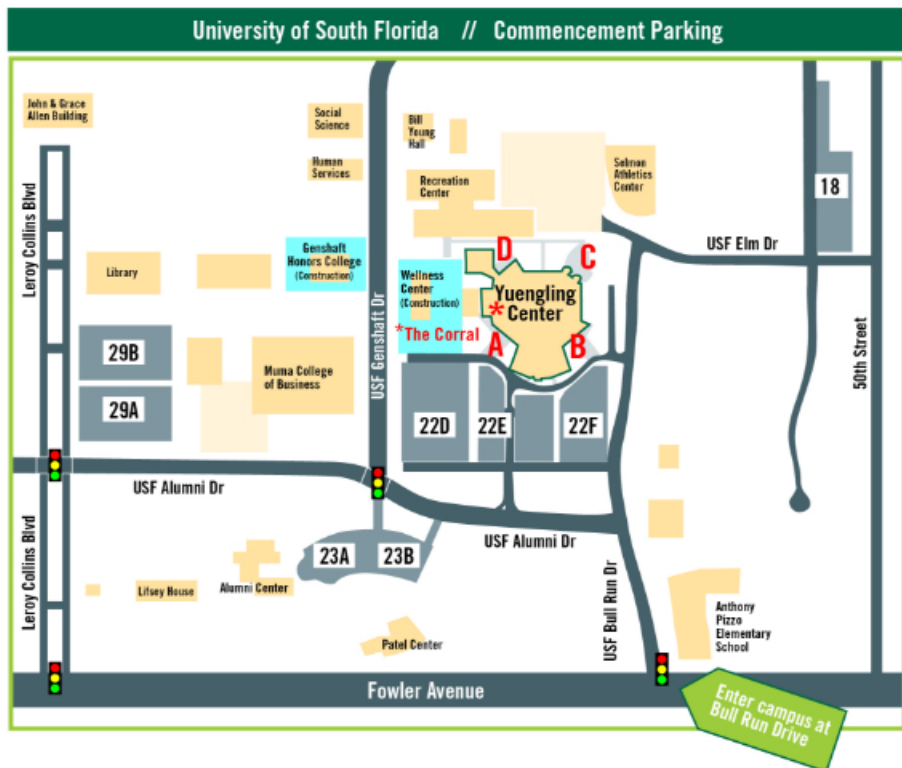 University of South Florida // Commencement Parking
John & Grace
Allen Building
Social
Science
Bill
Young
Hall
Human
Services
Recreation
Center
Selmon
Athletics
Center
18
Leroy Collins Blvd
Library
Genshaft
Honors College
(Construction)
USF Genshaft Dr
Wellness
Center
(Construction)
*The Corral
D
C
*
Yuengling
Center
A
B
USF Elm Dr
50th Street
29B
29A
Muma College
of Business
22D
22E
22F
USF Alumni Dr
USF Alumni Dr
23A
23B
Leroy Collins Blvd
Lifsey House
Alumni Center
Patel Center
USF Bull Run Dr
Anthony
Pizzo
Elementary
School
Fowler Avenue
Enter campus at
Bull Run Drive